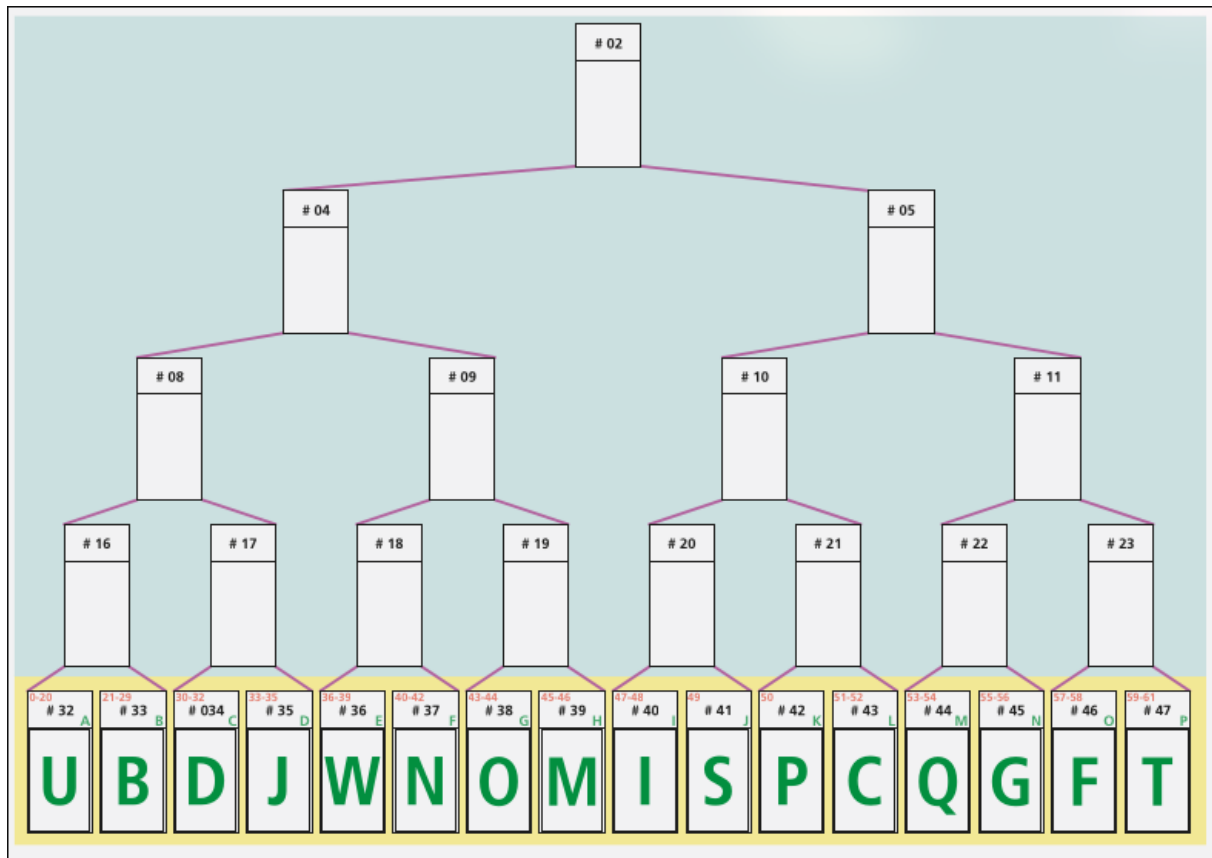 # 02
# 04 # 05
# 08 # 09 # 10 # 11
# 16 # 17 # 18 # 19 # 20 # 21 # 22 # 23
0-20 21-29 30-32 33-35 36-39 40-42 43-44 45-46 47-48 49 50 51-52 53-54 55-56 57-58 59-61
# 32 # 33 # 034 # 35 # 36 # 37 # 38 # 39 # 40 # 41 # 42 # 43 # 44 # 45 # 46 # 47
A B C D E F G H I J K L M N O P
U B D J W N O M I S P C Q G F T